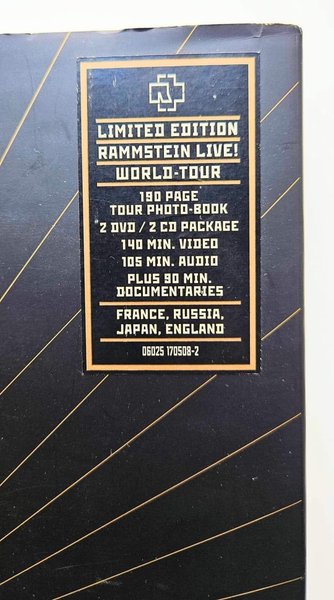 LIMITED EDITION
RAMMSTEIN LIVE!
WORLD-TOUR
190 PAGE
TOUR PHOTO-BOOK
2 DVD / 2 CD PACKAGE
140 MIN. VIDEO
105 MIN. AUDIO
PLUS 90 MIN.
DOCUMENTARIES
FRANCE, RUSSIA,
JAPAN, ENGLAND
06025 170508-2